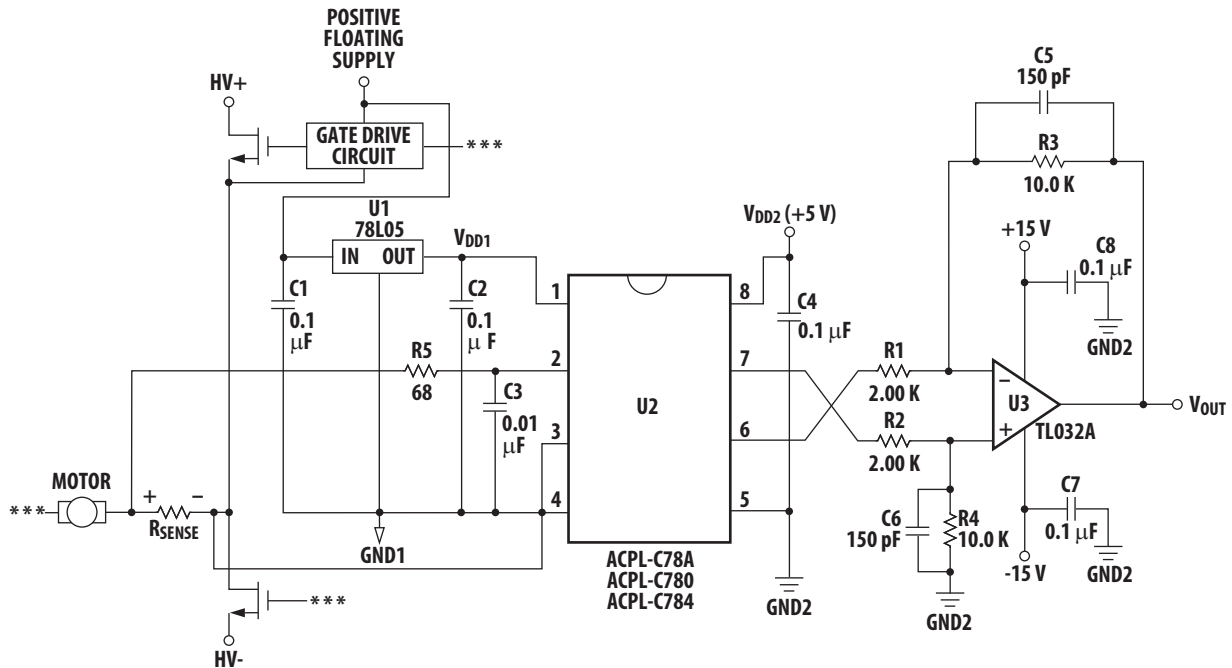 POSITIVE
FLOATING
SUPPLY
HV+
GATE DRIVE
CIRCUIT
***
U1
78L05
IN OUT
VDD1
C1
0.1
μF
C2
0.1
μF
R5
68
C3
0.01
μF
MOTOR
***
+
-
RSENSE
GND1
***
HV-
1
2
3
4
U2
8
7
6
5
ACPL-C78A
ACPL-C780
ACPL-C784
VDD2 (+5 V)
C4
0.1 μF
GND2
R1
2.00 K
R2
2.00 K
C5
150 pF
R3
10.0 K
+15 V
C8
0.1 μF
GND2
−
+
U3
TL032A
VOUT
C6
150 pF
R4
10.0 K
GND2
C7
0.1 μF
GND2
-15 V